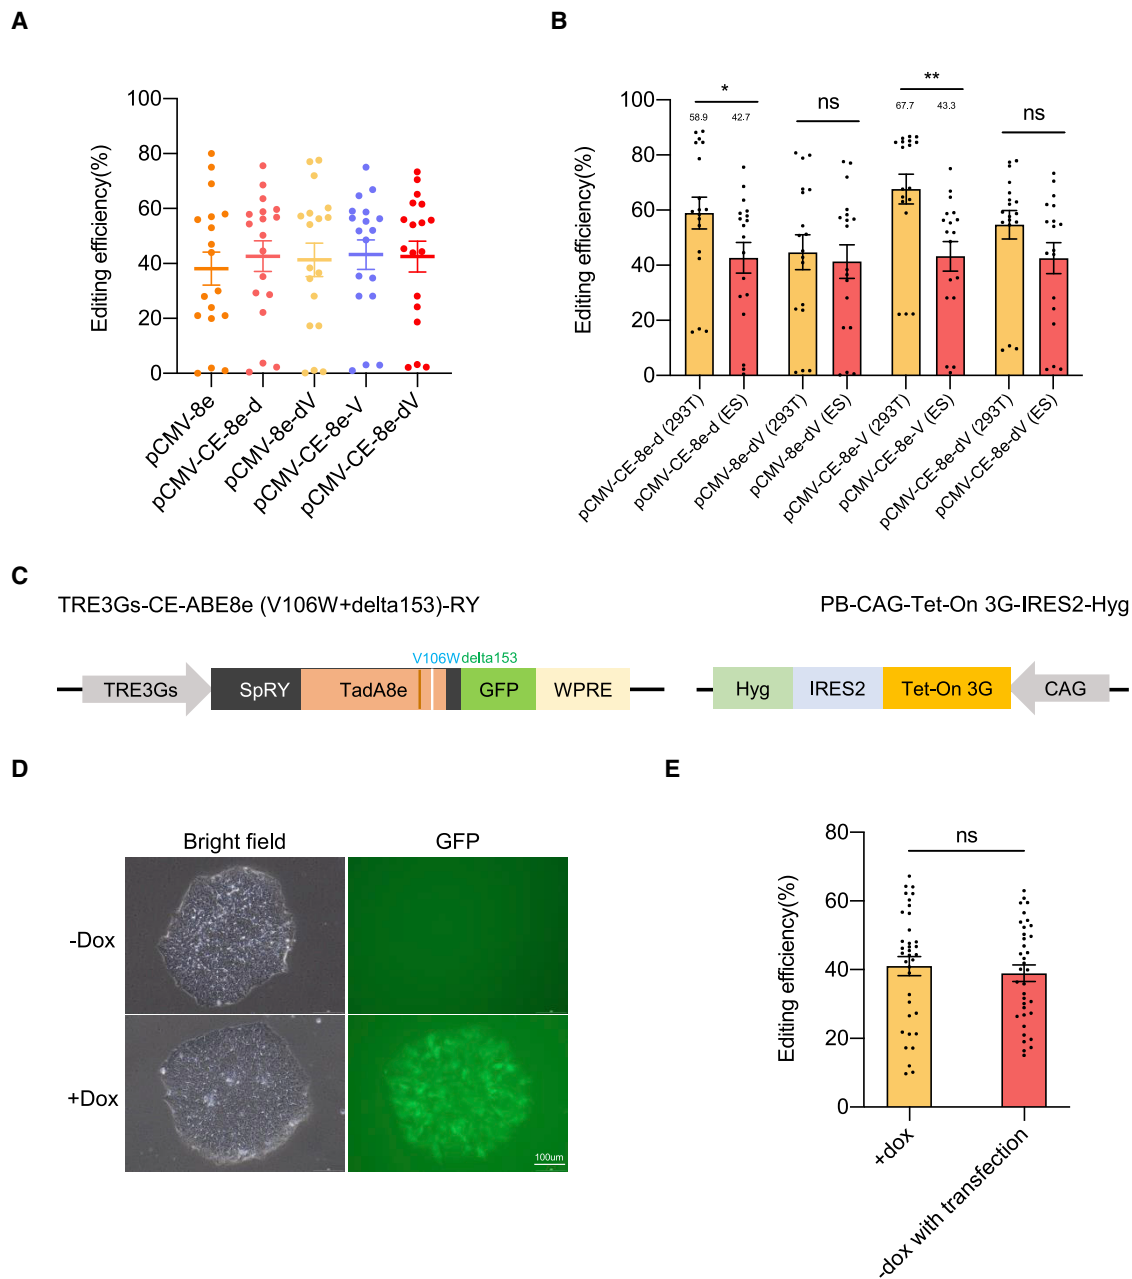 A
Editing efficiency(%)
100
80
60
40
20
0
pCMV-8e
pCMV-CE-8e-d
pCMV-8e-dV
pCMV-CE-8e-V
pCMV-CE-8e-dV
B
Editing efficiency(%)
100
80
60
40
20
0
*
58.9
42.7
ns
**
67.7
43.3
ns
pCMV-CE-8e-d (293T)
pCMV-CE-8e-d (ES)
pCMV-8e-dV (293T)
pCMV-8e-dV (ES)
pCMV-CE-8e-V (293T)
pCMV-CE-8e-V (ES)
pCMV-CE-8e-dV (293T)
pCMV-CE-8e-dV (ES)
C
TRE3Gs-CE-ABE8e (V106W+delta153)-RY
V106W delta153
TRE3Gs SpRY TadA8e GFP WPRE
PB-CAG-Tet-On 3G-IRES2-Hyg
Hyg IRES2 Tet-On 3G CAG
D
Bright field GFP
-Dox
+Dox
100um
E
Editing efficiency(%)
80
60
40
20
0
ns
+dox
-dox with transfection